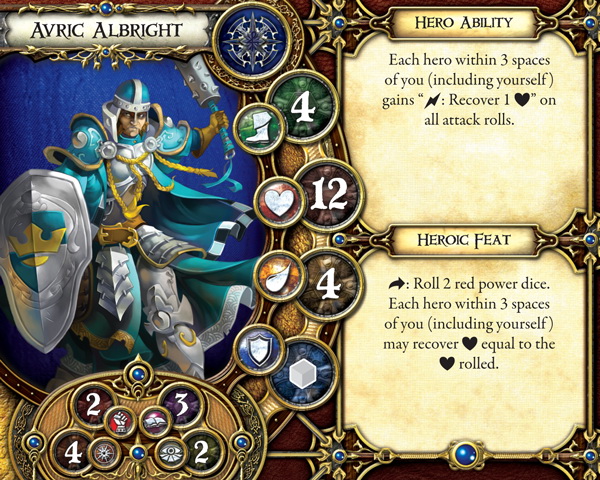 Avric Albright
4
12
4
2
3
4
2
Hero Ability
Each hero within 3 spaces
of you (including yourself)
gains “ : Recover 1 ” on
all attack rolls.
Heroic Feat
: Roll 2 red power dice.
Each hero within 3 spaces
of you (including yourself)
may recover equal to the
rolled.